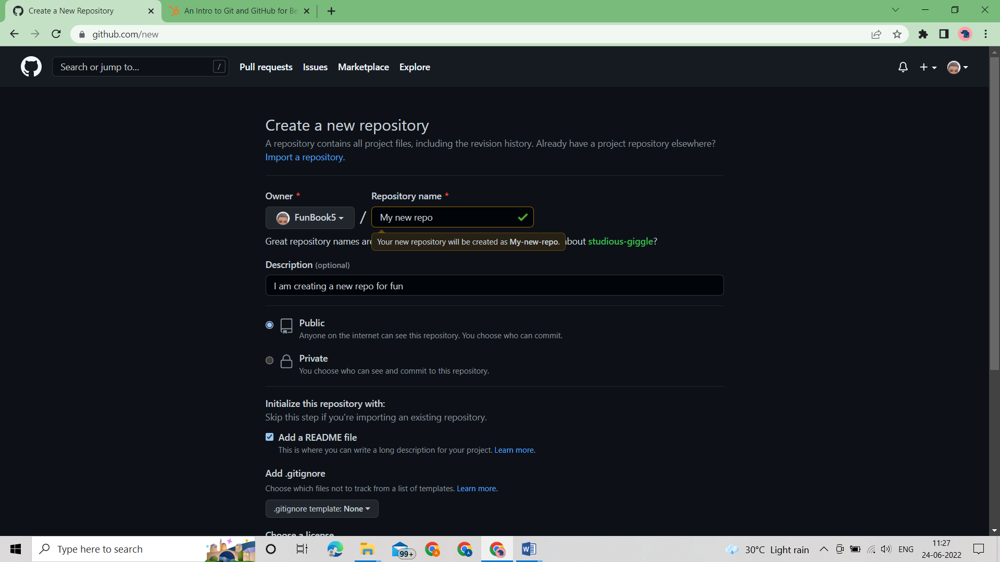 Create a New Repository
An Intro to Git and GitHub for Be
github.com/new
Search or jump to...
/
Pull requests
Issues
Marketplace
Explore
Create a new repository
A repository contains all project files, including the revision history. Already have a project repository elsewhere?
Import a repository.
Owner *
Repository name *
FunBook5
/
My new repo
Great repository names are
Your new repository will be created as My-new-repo.
bout studious-giggle?
Description (optional)
I am creating a new repo for fun
Public
Anyone on the internet can see this repository. You choose who can commit.
Private
You choose who can see and commit to this repository.
Initialize this repository with:
Skip this step if you’re importing an existing repository.
Add a README file
This is where you can write a long description for your project. Learn more.
Add .gitignore
Choose which files not to track from a list of templates. Learn more.
.gitignore template: None
Choose a license
Type here to search
99+
A
A
W
30°C Light rain
ENG
11:27
24-06-2022